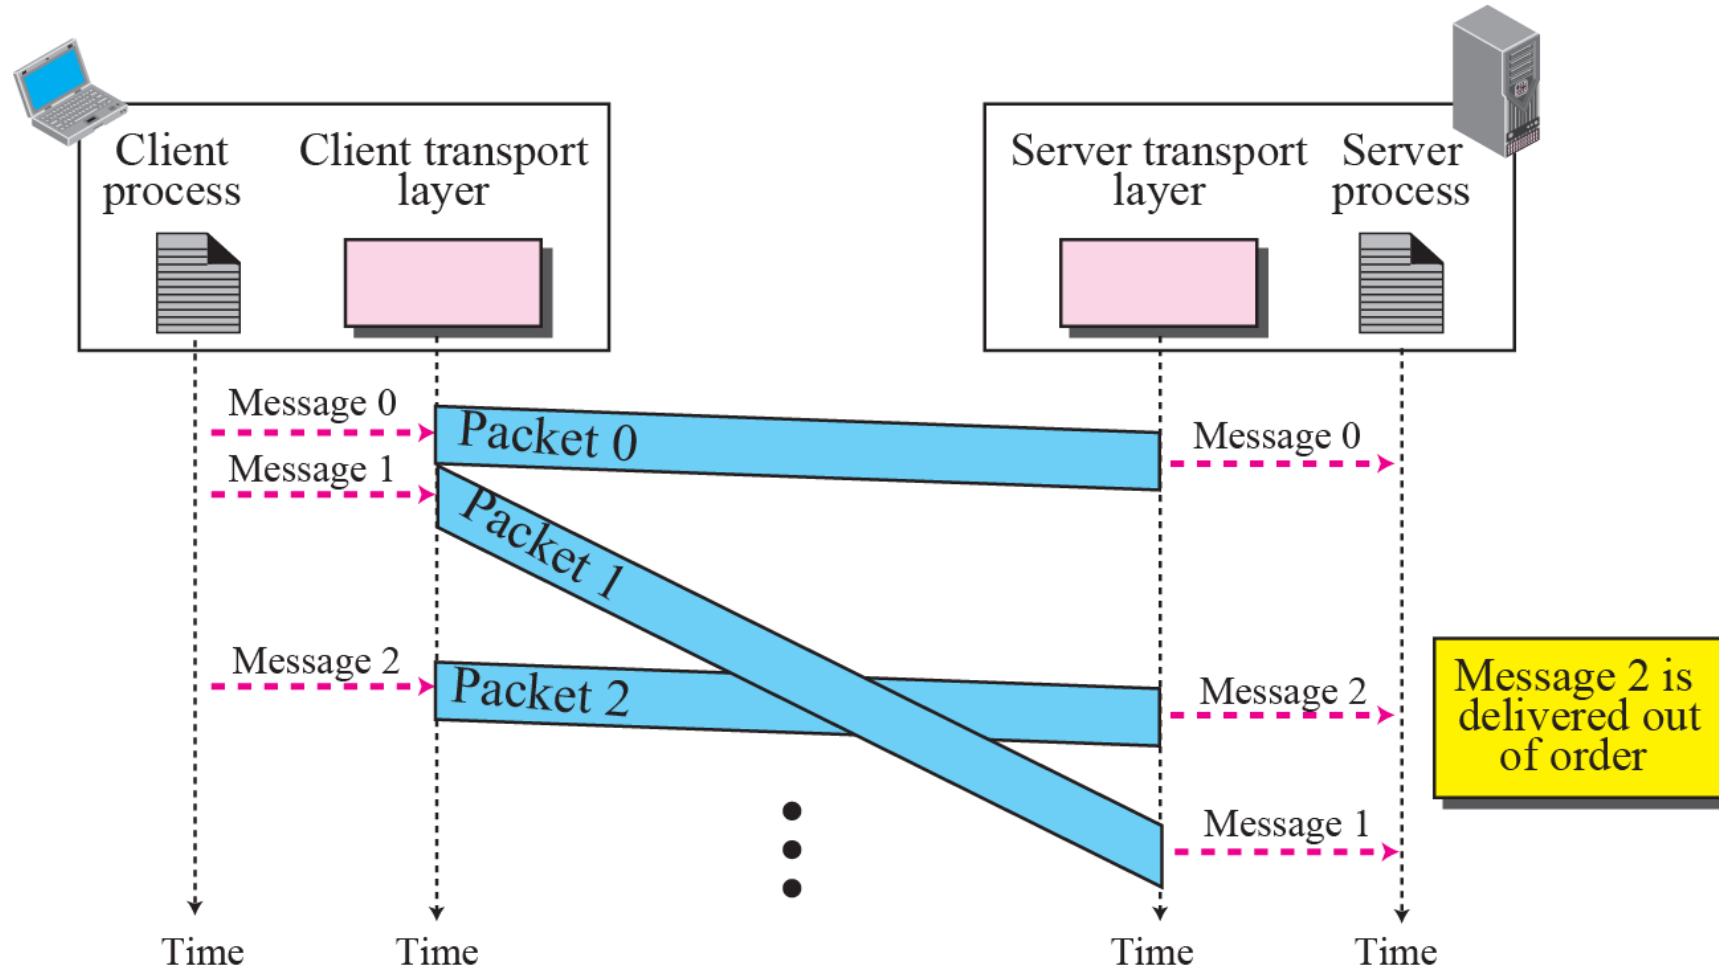 Client
process
Client transport
layer
Server transport
layer
Server
process
Message 0
Packet 0
Message 0
Message 1
Packet 1
Message 2
Packet 2
Message 2
Message 2 is
delivered out
of order
Message 1
Time
Time
Time
Time